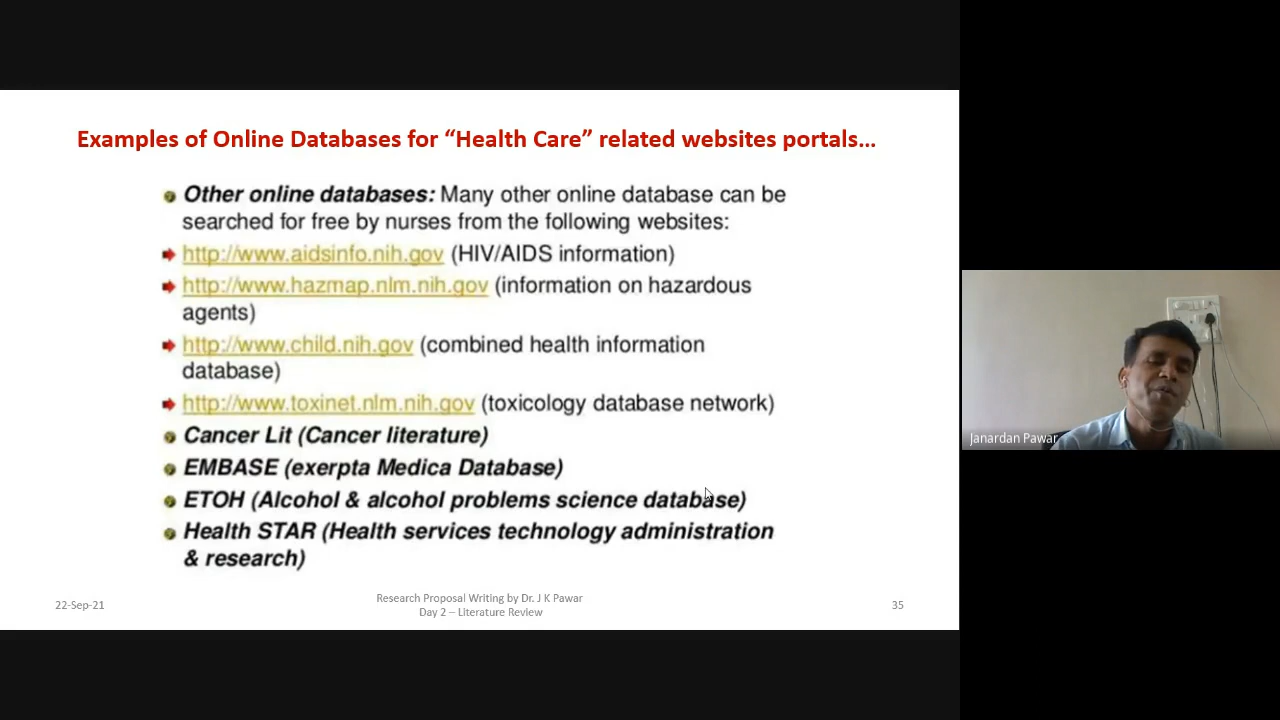 Examples of Online Databases for “Health Care” related websites portals…
Other online databases: Many other online database can be
searched for free by nurses from the following websites:
http://www.aidsinfo.nih.gov (HIV/AIDS information)
http://www.hazmap.nlm.nih.gov (information on hazardous
agents)
http://www.child.nih.gov (combined health information
database)
http://www.toxinet.nlm.nih.gov (toxicology database network)
Cancer Lit (Cancer literature)
EMBASE (exerpta Medica Database)
ETOH (Alcohol & alcohol problems science database)
Health STAR (Health services technology administration
& research)
22-Sep-21
Research Proposal Writing by Dr. J K Pawar
Day 2 – Literature Review
35
Janardan Pawar